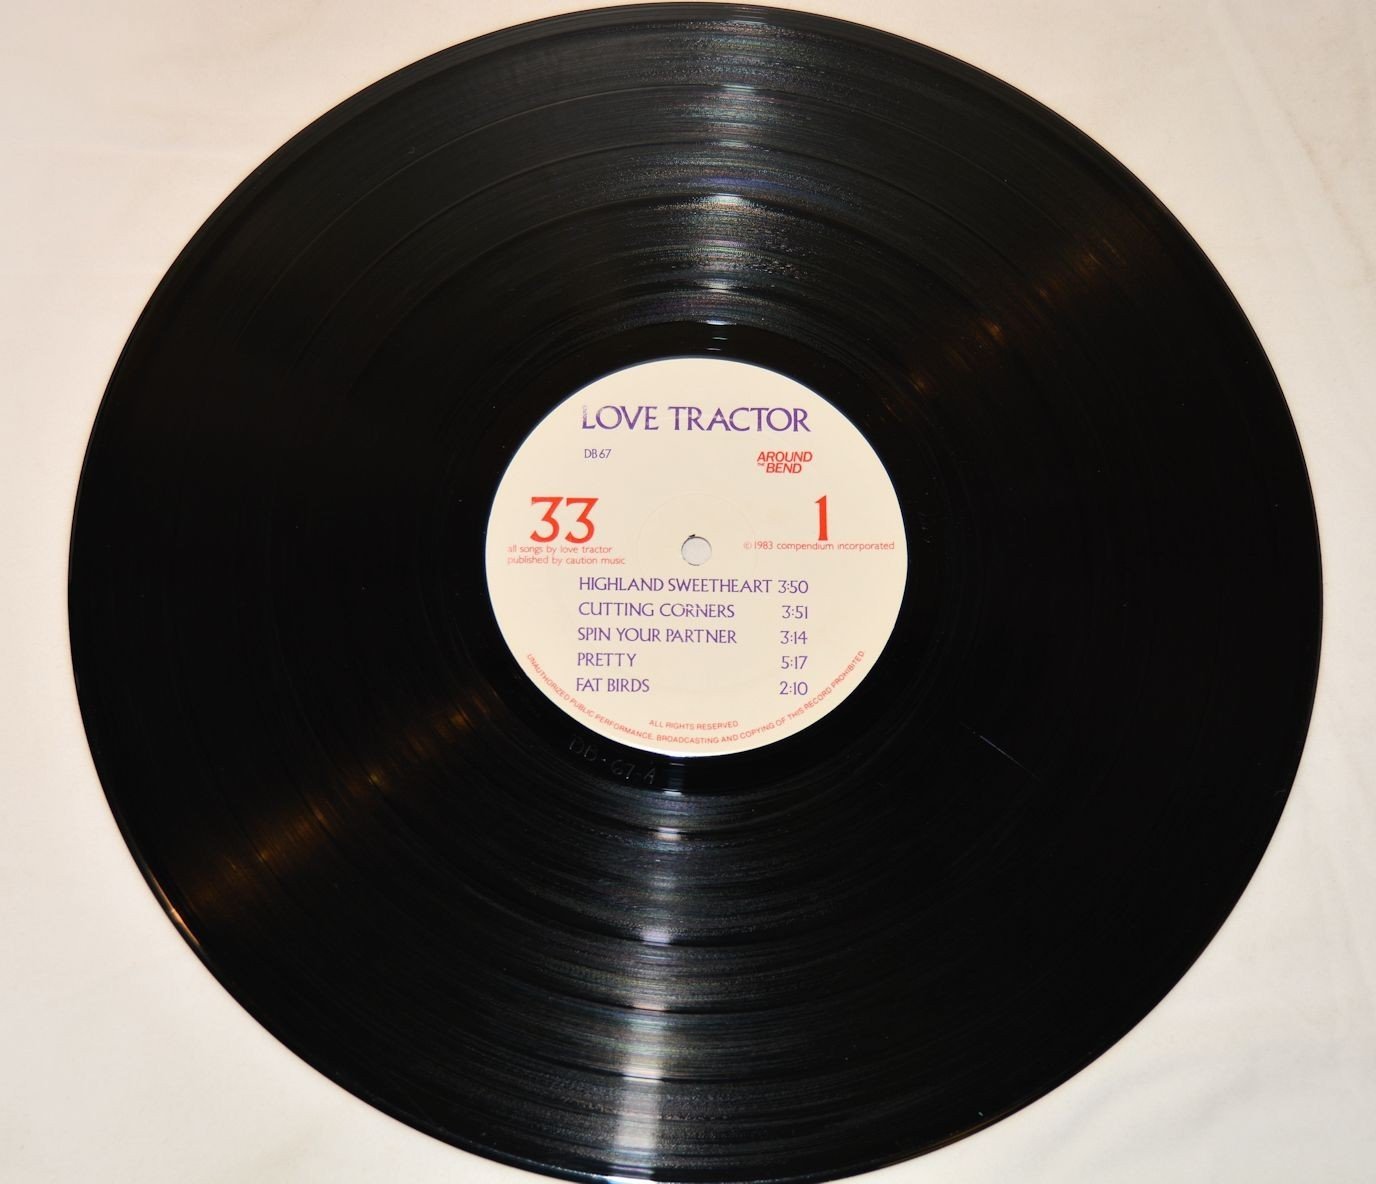 LOVE TRACTOR
DB 67
AROUND
THE BEND
33
1
all songs by love tractor
published by caution music
© 1983 compendium incorporated
HIGHLAND SWEETHEART 3:50
CUTTING CORNERS 3:51
SPIN YOUR PARTNER 3:14
PRETTY 5:17
FAT BIRDS 2:10
ALL RIGHTS RESERVED
UNAUTHORIZED PUBLIC PERFORMANCE, BROADCASTING AND COPYING OF THIS RECORD PROHIBITED.
DB·67·A